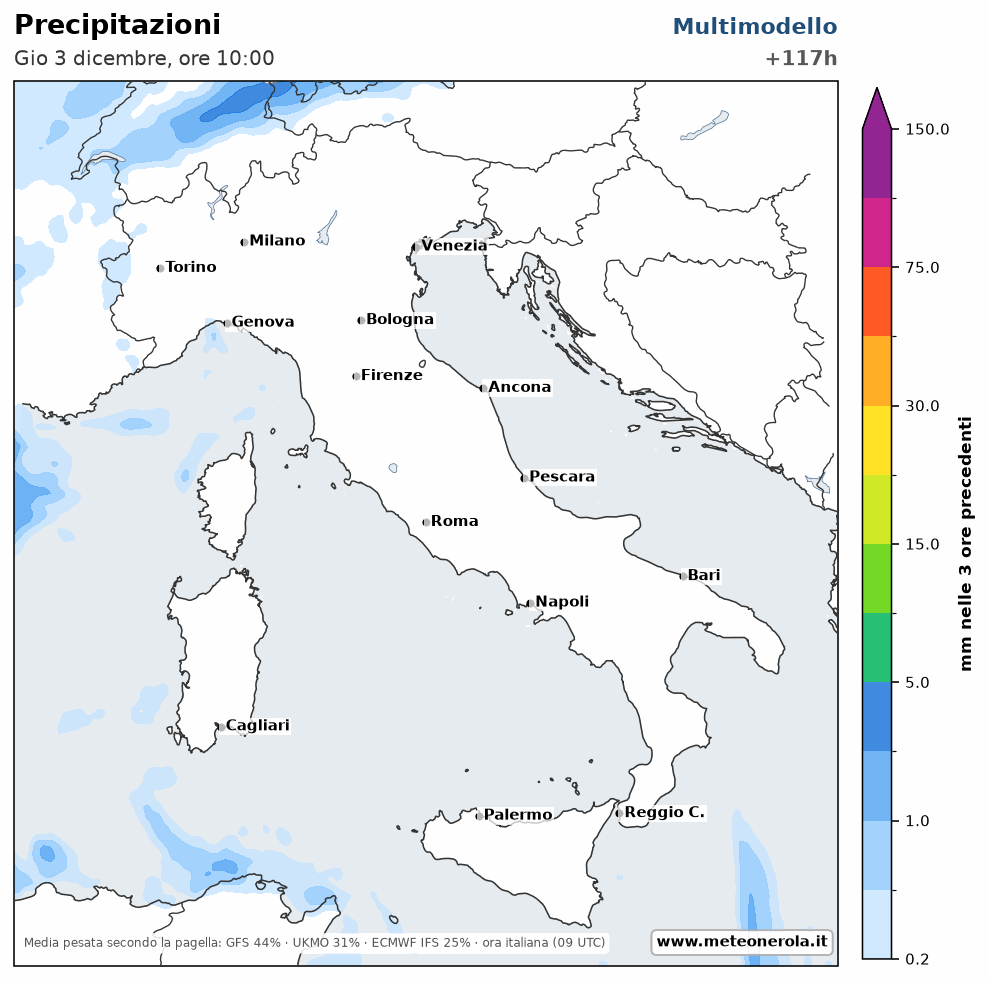 Precipitazioni
Multimodello
Gio 3 dicembre, ore 10:00
+117h
150.0
75.0
30.0
15.0
5.0
1.0
0.2
mm nelle 3 ore precedenti
Milano
Venezia
Torino
Genova
Bologna
Firenze
Ancona
Pescara
Roma
Bari
Napoli
Cagliari
Palermo
Reggio C.
Media pesata secondo la pagella: GFS 44% · UKMO 31% · ECMWF IFS 25% · ora italiana (09 UTC)
www.meteonerola.it